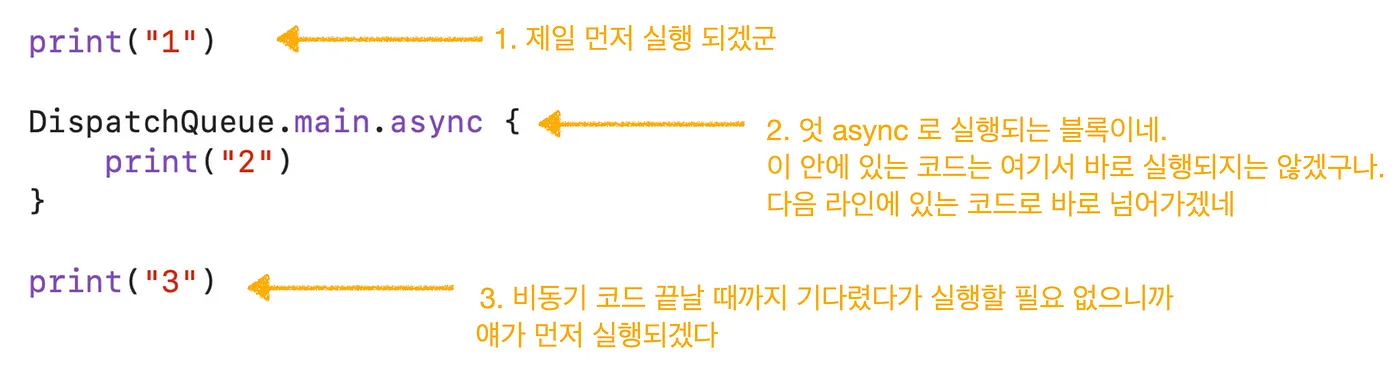 print("1")
1. 제일 먼저 실행 되겠군
DispatchQueue.main.async {
2. 엇 async 로 실행되는 블록이네.
print("2")
이 안에 있는 코드는 여기서 바로 실행되지는 않겠구나.
}
다음 라인에 있는 코드로 바로 넘어가겠네
print("3")
3. 비동기 코드 끝날 때까지 기다렸다가 실행할 필요 없으니까
얘가 먼저 실행되겠다